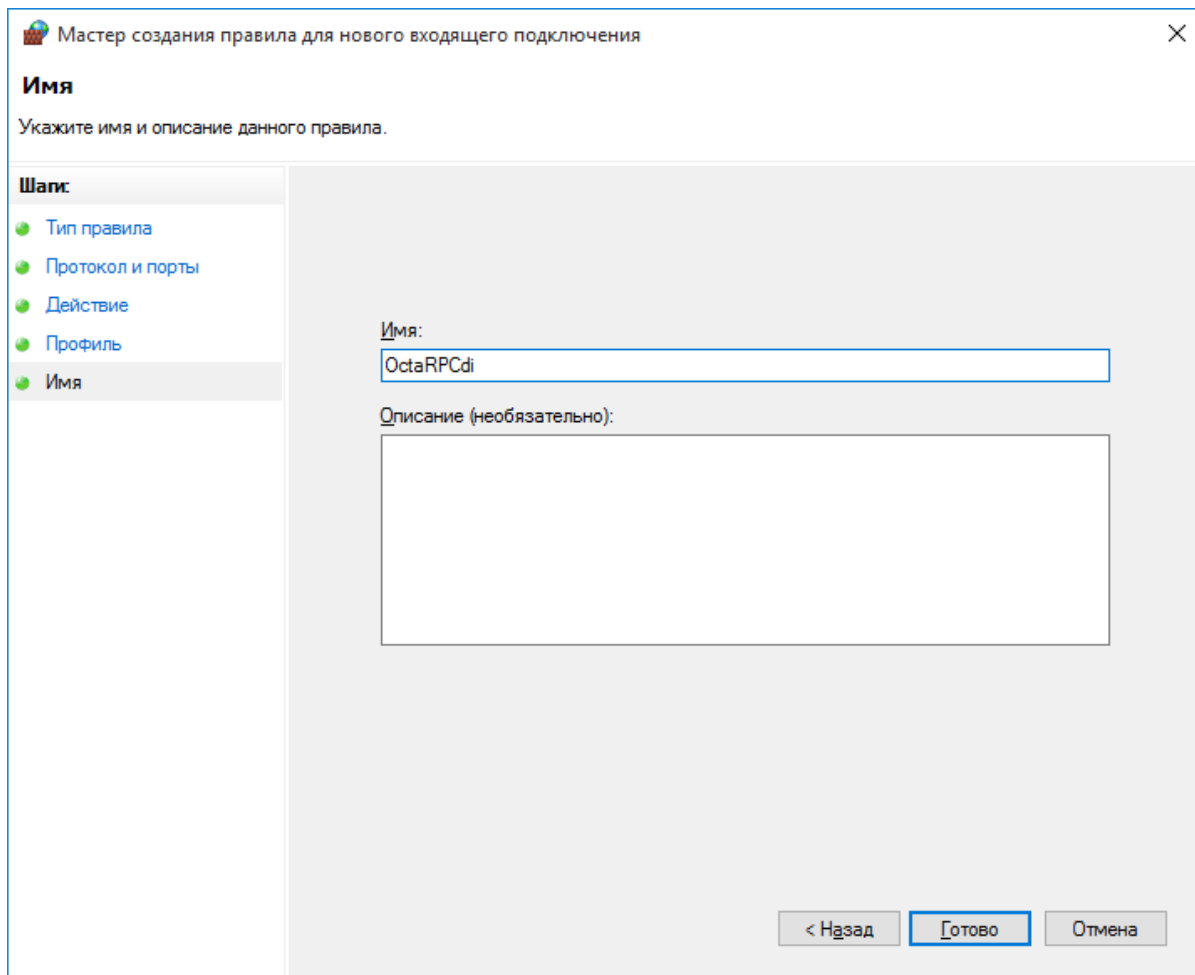 Мастер создания правила для нового входящего подключения
Имя
Укажите имя и описание данного правила.
Шаги:
Тип правила
Протокол и порты
Действие
Профиль
Имя
Имя:
OctaRPCdi
Описание (необязательно):
< Назад
Готово
Отмена